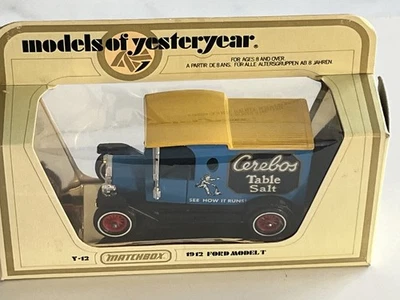 models of yesteryear®
FOR AGES 8 AND OVER
A PARTIR DE 8 ANS. FÜR ALLE ALTERSGRUPPEN AB 8 JAHREN
Cerebos
Table
Salt
SEE HOW IT RUNS!
Y-12 MATCHBOX 1912 FORD MODEL T